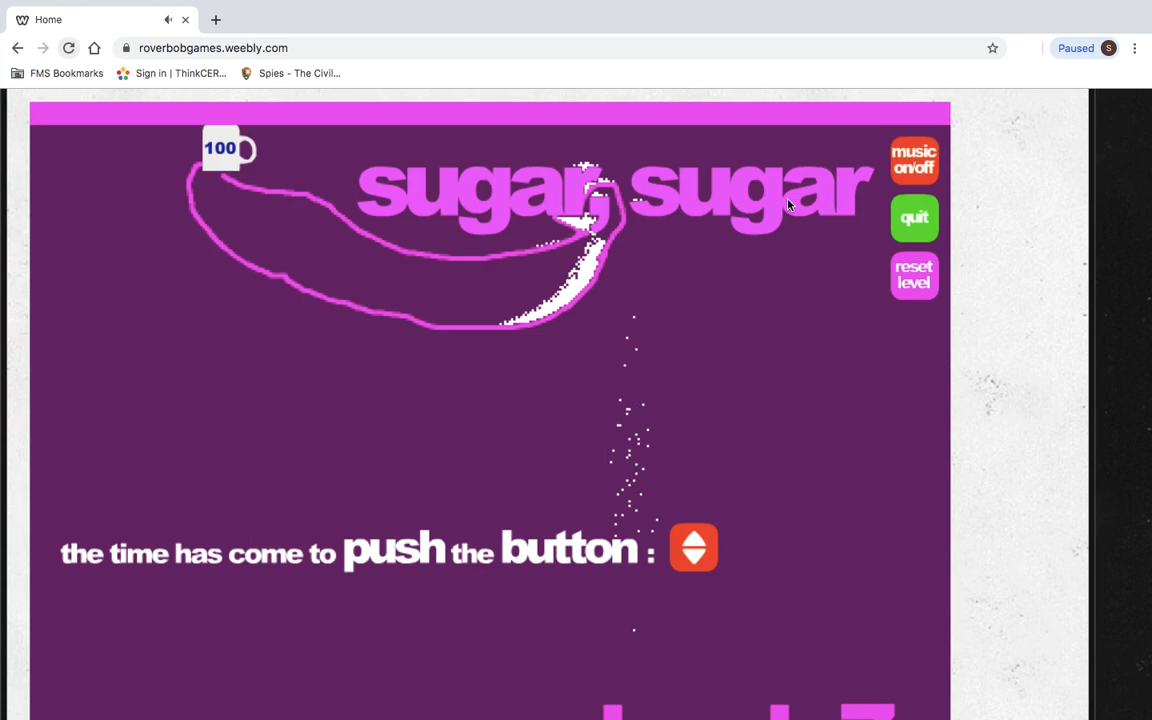 Home
roverbobgames.weebly.com
Paused S
FMS Bookmarks Sign in | ThinkCER... Spies - The Civil...
100
sugar, sugar
music on/off
quit
reset level
the time has come to push the button :